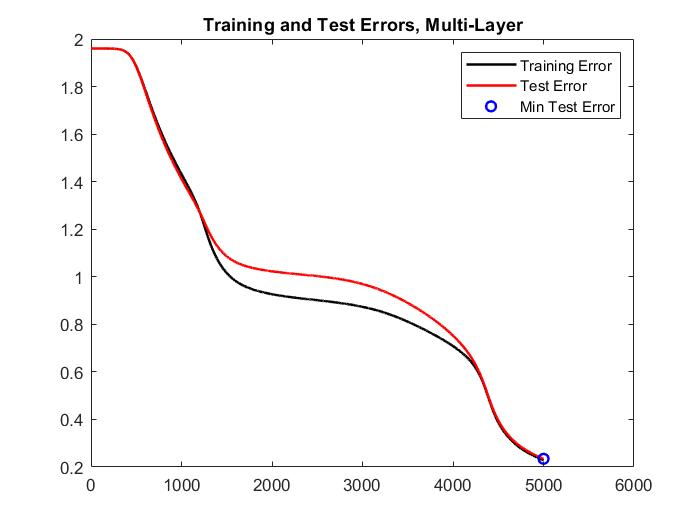 Training and Test Errors, Multi-Layer
2
1.8
1.6
1.4
1.2
1
0.8
0.6
0.4
0.2
Training Error
Test Error
Min Test Error
0 1000 2000 3000 4000 5000 6000